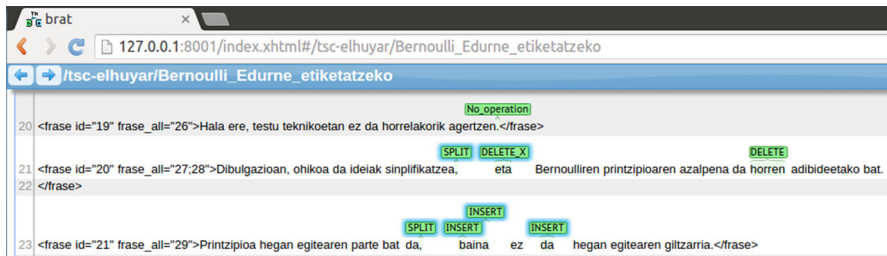 brat ×
127.0.0.1:8001/index.xhtml#/tsc-elhuyar/Bernoulli_Edurne_etiketatzeko
/tsc-elhuyar/Bernoulli_Edurne_etiketatzeko
No_operation
20 <frase id="19" frase_all="26">Hala ere, testu teknikoetan ez da horrelakorik agertzen.</frase>
SPLIT DELETE_X DELETE
21 <frase id="20" frase_all="27;28">Dibulgazioan, ohikoa da ideiak sinplifikatzea, eta Bernoulliren printzipioaren azalpena da horren adibideetako bat.
22 </frase>
INSERT
SPLIT INSERT INSERT
23 <frase id="21" frase_all="29">Printzipioa hegan egitearen parte bat da, baina ez da hegan egitearen giltzarria.</frase>